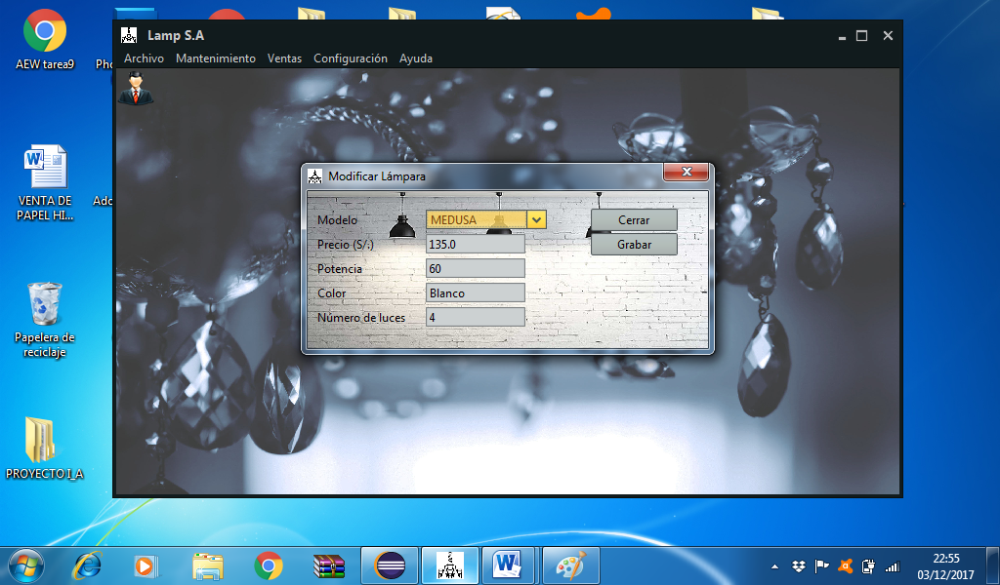 AEW tarea9
Lamp S.A
Archivo Mantenimiento Ventas Configuración Ayuda
VENTA DE
PAPEL HI...
Modificar Lámpara
Modelo MEDUSA Cerrar
Precio (S/.) 135.0 Grabar
Potencia 60
Color Blanco
Número de luces 4
Papelera de
reciclaje
PROYECTO I_A
22:55
03/12/2017